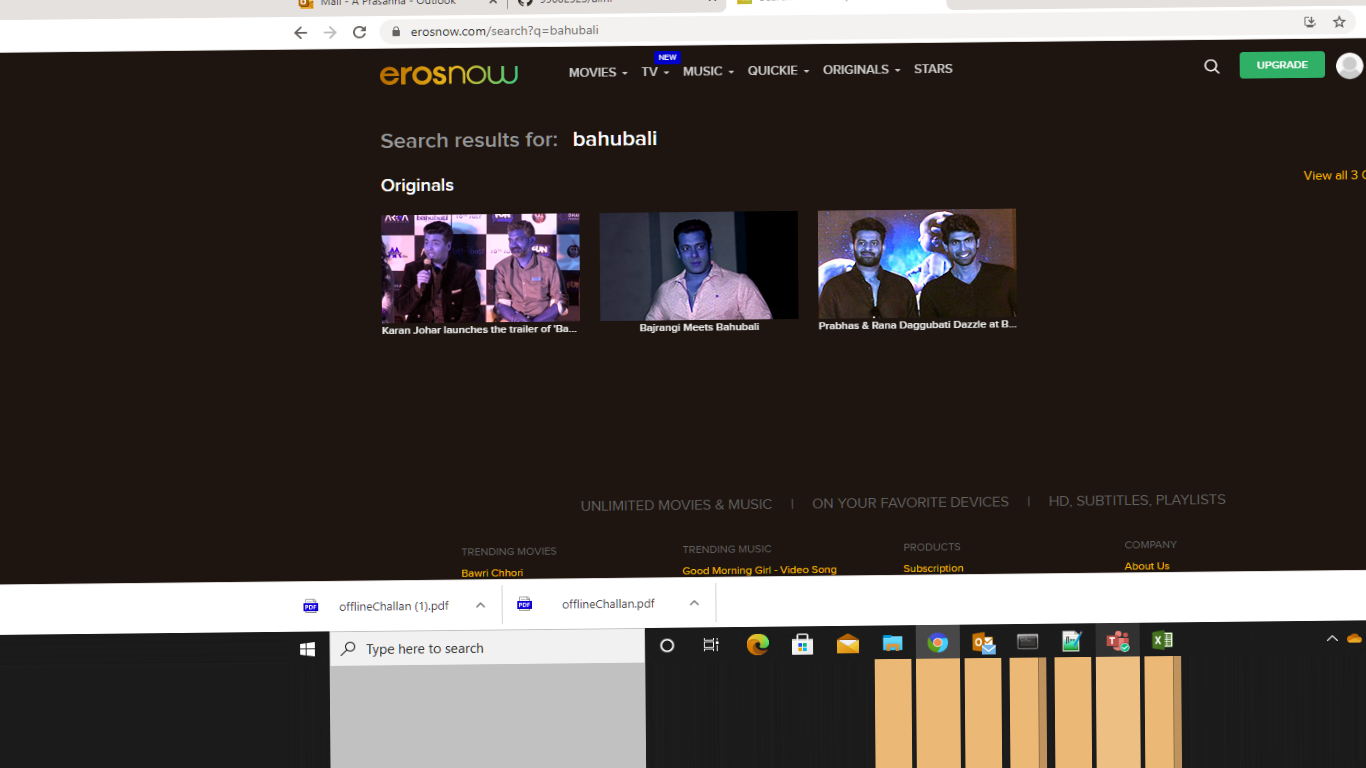 Mail - A Prasanna - Outlook
erosnow.com/search?q=bahubali
erosnow
MOVIES
NEW
TV
MUSIC
QUICKIE
ORIGINALS
STARS
UPGRADE
Search results for: bahubali
Originals
View all 3
Karan Johar launches the trailer of 'Ba...
Bajrangi Meets Bahubali
Prabhas & Rana Daggubati Dazzle at B...
UNLIMITED MOVIES & MUSIC | ON YOUR FAVORITE DEVICES | HD, SUBTITLES, PLAYLISTS
TRENDING MOVIES
TRENDING MUSIC
PRODUCTS
COMPANY
Bawri Chhori
Good Morning Girl - Video Song
Subscription
About Us
PDF
offlineChallan (1).pdf
PDF
offlineChallan.pdf
Type here to search